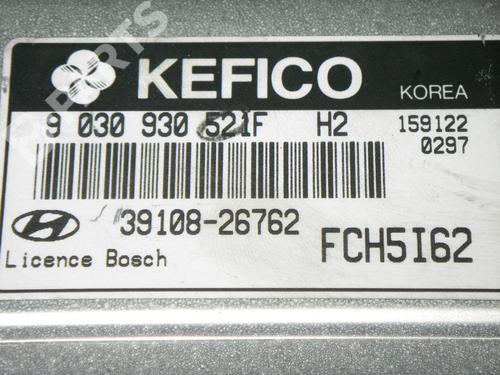 KEFICO
KOREA
9 030 930 521F H2 159122
0297
39108-26762
FCH5I62
Licence Bosch